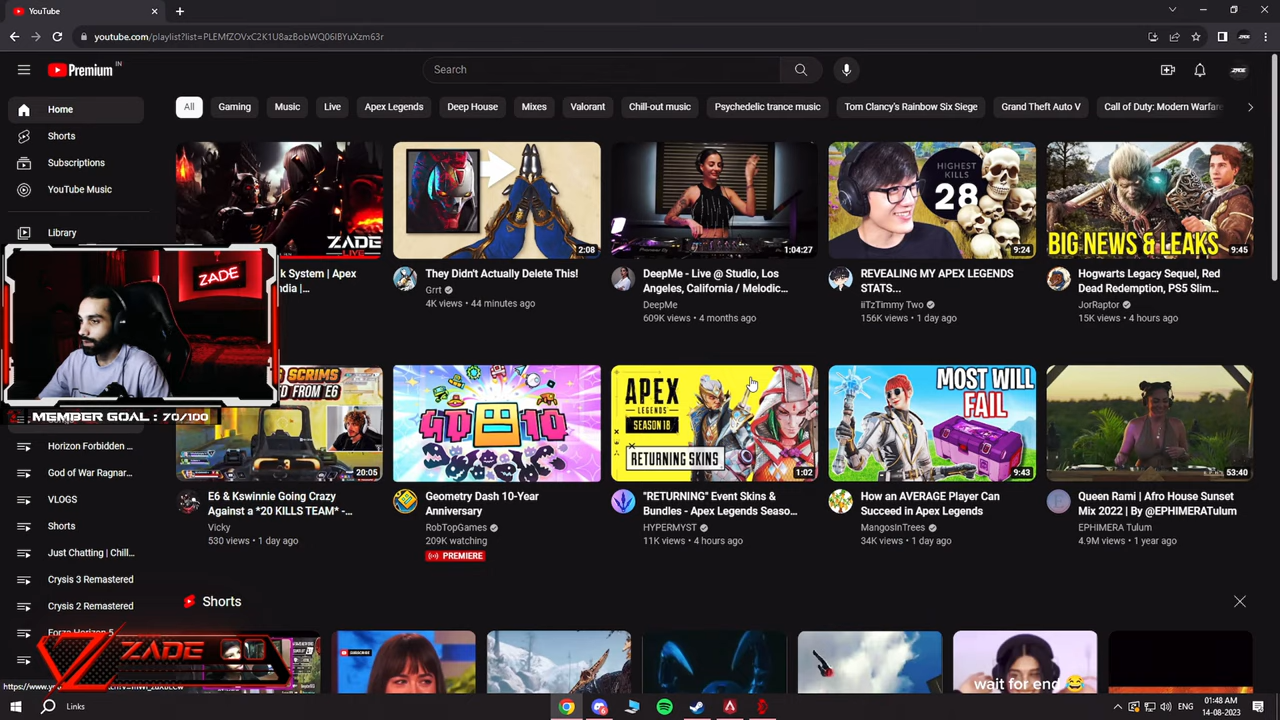 YouTube
youtube.com/playlist?list=PLEMfZOVxC2K1U8azBobWQ06lBYuXzm63r
Premium IN
Search
Home
Shorts
Subscriptions
YouTube Music
Library
All
Gaming
Music
Live
Apex Legends
Deep House
Mixes
Valorant
Chill-out music
Psychedelic trance music
Tom Clancy's Rainbow Six Siege
Grand Theft Auto V
Call of Duty: Modern Warfare
ZADE
LIVE
2:08
1:04:27
HIGHEST
KILLS
28
9:24
BIG NEWS & LEAKS
9:45
k System | Apex
ndia |...
They Didn't Actually Delete This!
Grrt
4K views • 44 minutes ago
DeepMe - Live @ Studio, Los
Angeles, California / Melodic...
DeepMe
609K views • 4 months ago
REVEALING MY APEX LEGENDS
STATS...
iiTzTimmy Two
156K views • 1 day ago
Hogwarts Legacy Sequel, Red
Dead Redemption, PS5 Slim...
JorRaptor
15K views • 4 hours ago
ZADE
MEMBER GOAL : 70/100
SCRIMS
FROM E6
20:05
GD 10
APEX
LEGENDS
SEASON 18
RETURNING SKINS
1:02
MOST WILL
FAIL
9:43
53:40
E6 & Kswinnie Going Crazy
Against a *20 KILLS TEAM* -...
Vicky
530 views • 1 day ago
Geometry Dash 10-Year
Anniversary
RobTopGames
209K watching
PREMIERE
"RETURNING" Event Skins &
Bundles - Apex Legends Seaso...
HYPERMYST
11K views • 4 hours ago
How an AVERAGE Player Can
Succeed in Apex Legends
MangosInTrees
34K views • 1 day ago
Queen Rami | Afro House Sunset
Mix 2022 | By @EPHIMERATulum
EPHIMERA Tulum
4.9M views • 1 year ago
Horizon Forbidden ...
God of War Ragnar...
VLOGS
Shorts
Just Chatting | Chill...
Crysis 3 Remastered
Crysis 2 Remastered
Forza Horizon 5
Shorts
ZADE
SUBSCRIBE
wait for end 😂
Links
ENG
01:48 AM
14-08-2023